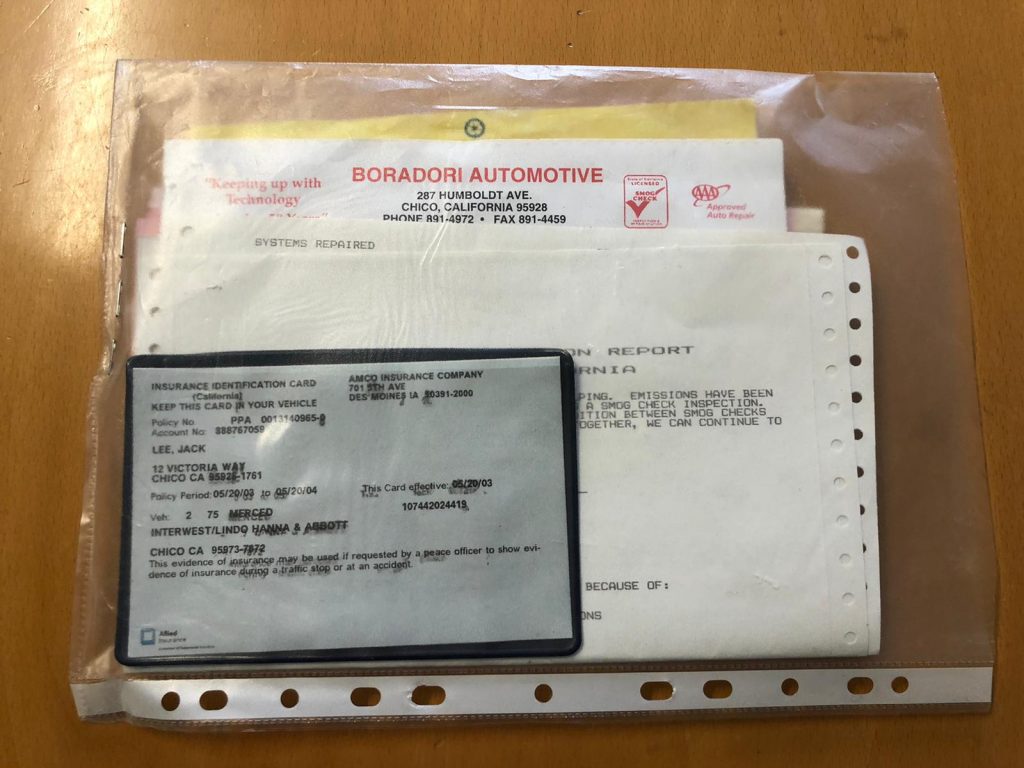 BORADORI AUTOMOTIVE
287 HUMBOLDT AVE.
CHICO, CALIFORNIA 95928
PHONE 891-4972 • FAX 891-4459
"Keeping up with
Technology
LICENSED
SMOG
CHECK
AAA
Approved
Auto Repair
SYSTEMS REPAIRED
ON REPORT
RNIA
PING. EMISSIONS HAVE BEEN
A SMOG CHECK INSPECTION.
DITION BETWEEN SMOG CHECKS
OGETHER, WE CAN CONTINUE TO
BECAUSE OF:
ONS
INSURANCE IDENTIFICATION CARD
(California)
KEEP THIS CARD IN YOUR VEHICLE
AMCO INSURANCE COMPANY
701 5TH AVE
DES MOINES IA 50391-2000
Policy No. PPA 0013140965-
Account No: 888767059
LEE, JACK
12 VICTORIA WAY
CHICO CA 95926-1761
Policy Period: 05/20/03 to 05/20/04
This Card effective: 05/20/03
Veh: 2 75 MERCED
107442024419
INTERWEST/LINDO HANNA & ABBOTT
CHICO CA 95973-7872
This evidence of insurance may be used if requested by a peace officer to show evi-
dence of insurance during a traffic stop or at an accident.
Allied
Insurance